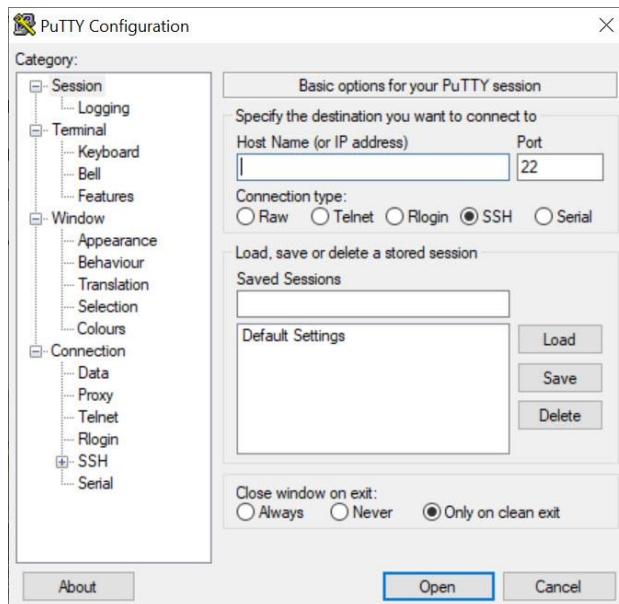 PuTTY Configuration
Category:
Session
Logging
Terminal
Keyboard
Bell
Features
Window
Appearance
Behaviour
Translation
Selection
Colours
Connection
Data
Proxy
Telnet
Rlogin
SSH
Serial
Basic options for your PuTTY session
Specify the destination you want to connect to
Host Name (or IP address) Port
22
Connection type:
Raw Telnet Rlogin SSH Serial
Load, save or delete a stored session
Saved Sessions
Default Settings
Load
Save
Delete
Close window on exit:
Always Never Only on clean exit
About Open Cancel